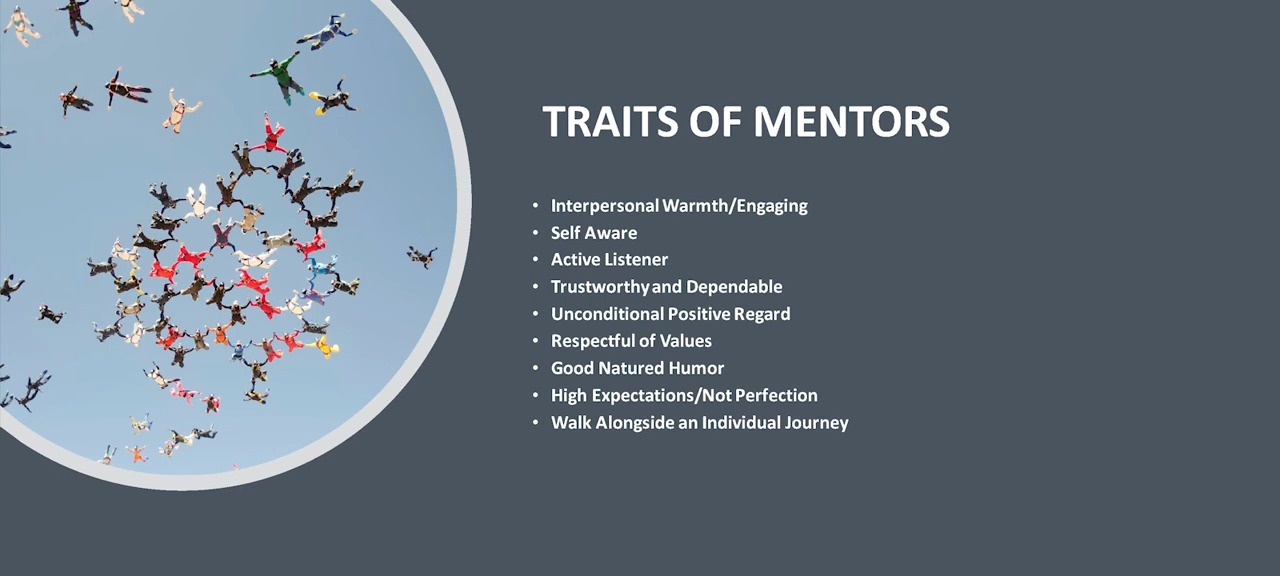 TRAITS OF MENTORS
• Interpersonal Warmth/Engaging
• Self Aware
• Active Listener
• Trustworthy and Dependable
• Unconditional Positive Regard
• Respectful of Values
• Good Natured Humor
• High Expectations/Not Perfection
• Walk Alongside an Individual Journey